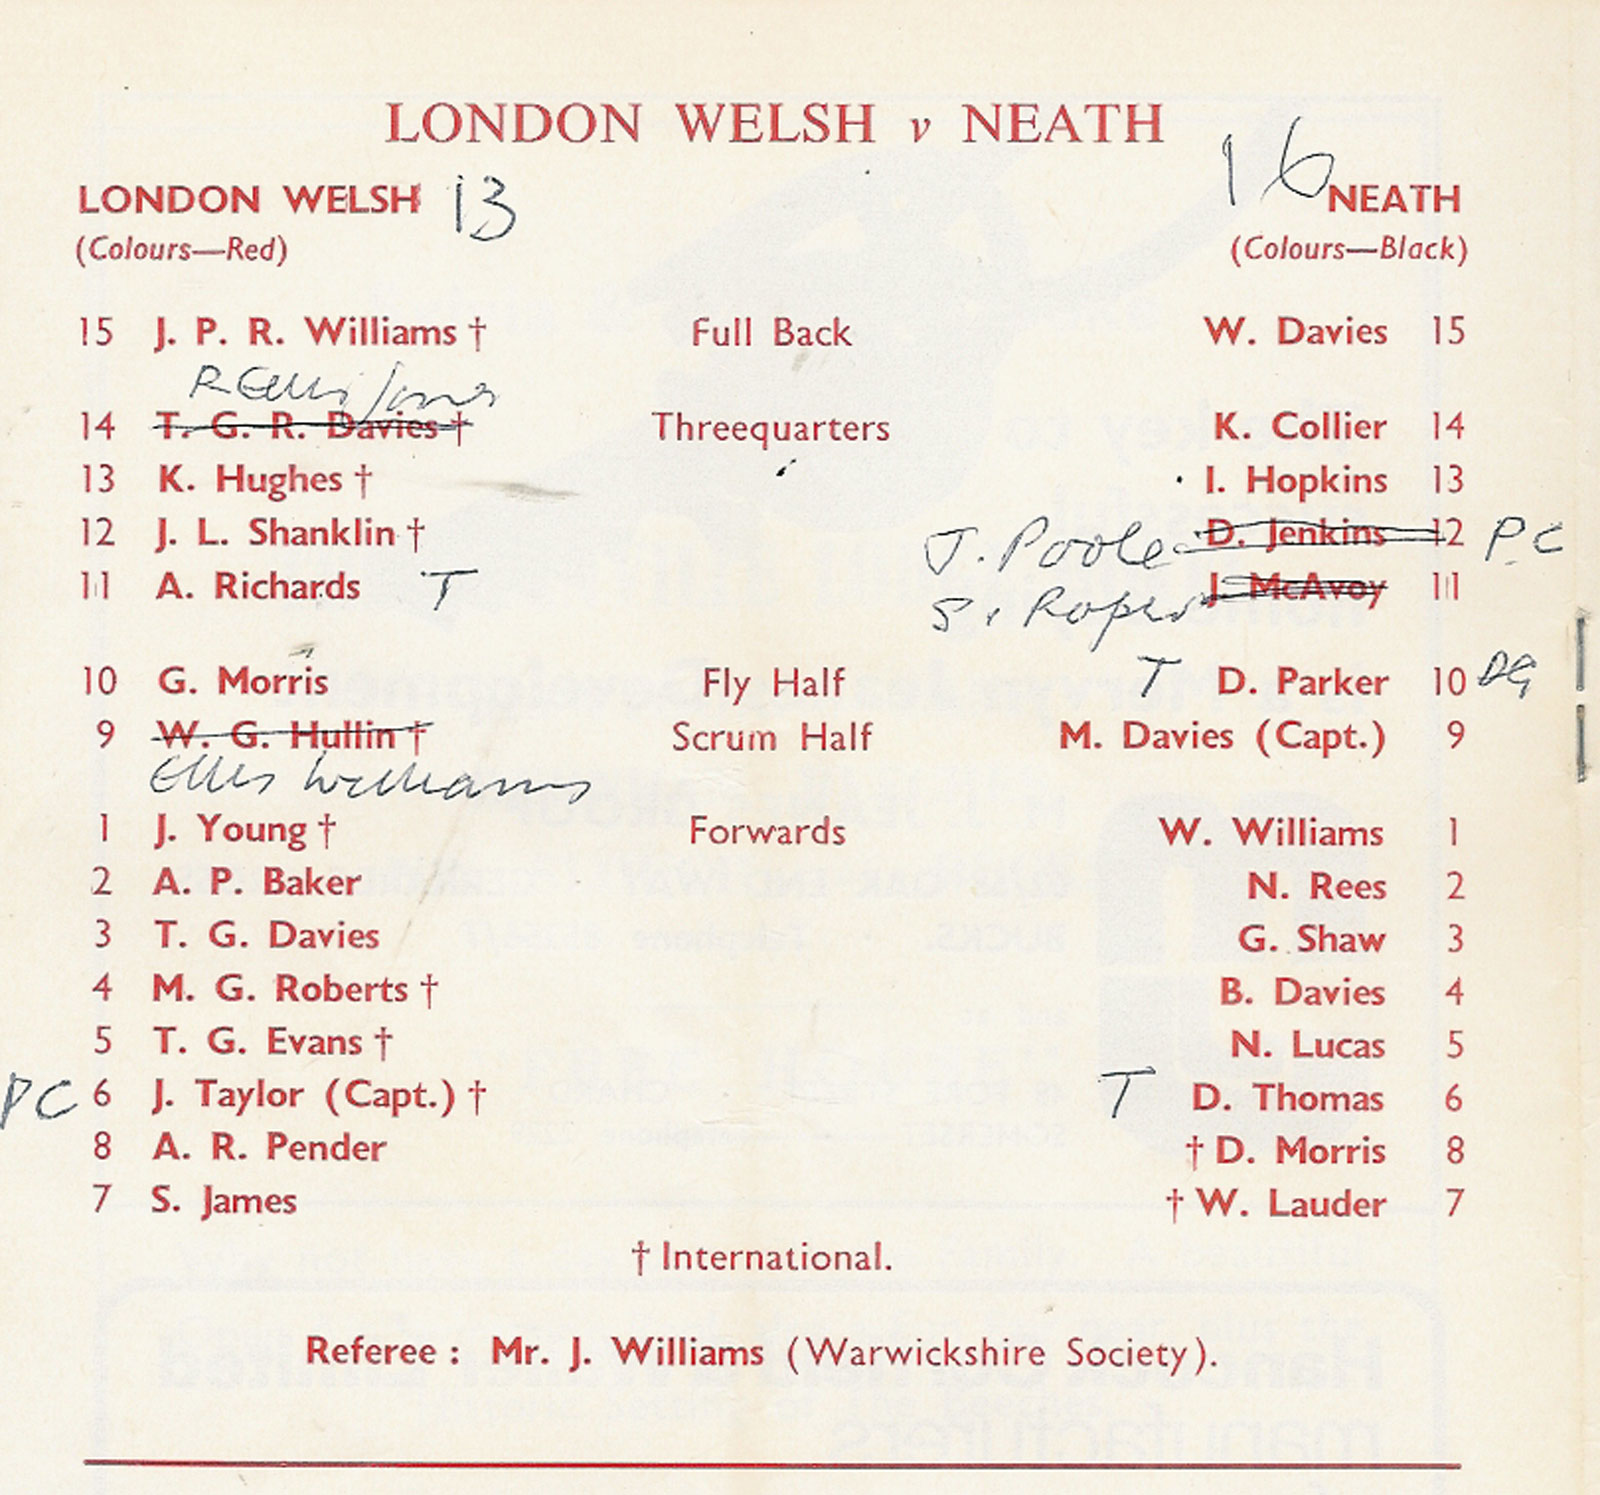 LONDON WELSH v NEATH
LONDON WELSH 13 16 NEATH
(Colours—Red) (Colours—Black)
15 J. P. R. Williams † Full Back W. Davies 15
R Ellis Jones
14 T. G. R. Davies † Threequarters K. Collier 14
13 K. Hughes † I. Hopkins 13
12 J. L. Shanklin † J. Poole D. Jenkins 12 PC
11 A. Richards T S. Roper J McAvoy 11
10 G. Morris Fly Half T D. Parker 10 DG
9 W. G. Hullin † Scrum Half M. Davies (Capt.) 9
Ellis Williams
1 J. Young † Forwards W. Williams 1
2 A. P. Baker N. Rees 2
3 T. G. Davies G. Shaw 3
4 M. G. Roberts † B. Davies 4
5 T. G. Evans † N. Lucas 5
PC 6 J. Taylor (Capt.) † T D. Thomas 6
8 A. R. Pender † D. Morris 8
7 S. James † W. Lauder 7
† International.
Referee : Mr. J. Williams (Warwickshire Society).